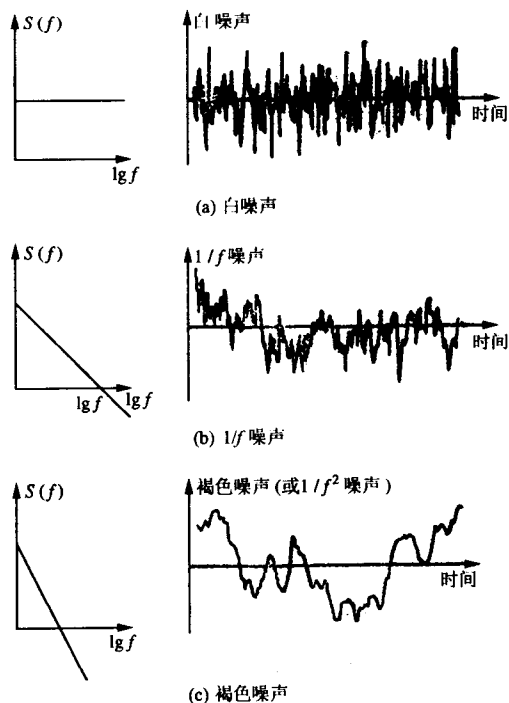 S(f)
白噪声
时间
lg f
(a) 白噪声
S(f)
1/f 噪声
时间
lg f
lg f
(b) 1/f 噪声
S(f)
褐色噪声 (或1/f² 噪声)
时间
lg f
(c) 褐色噪声